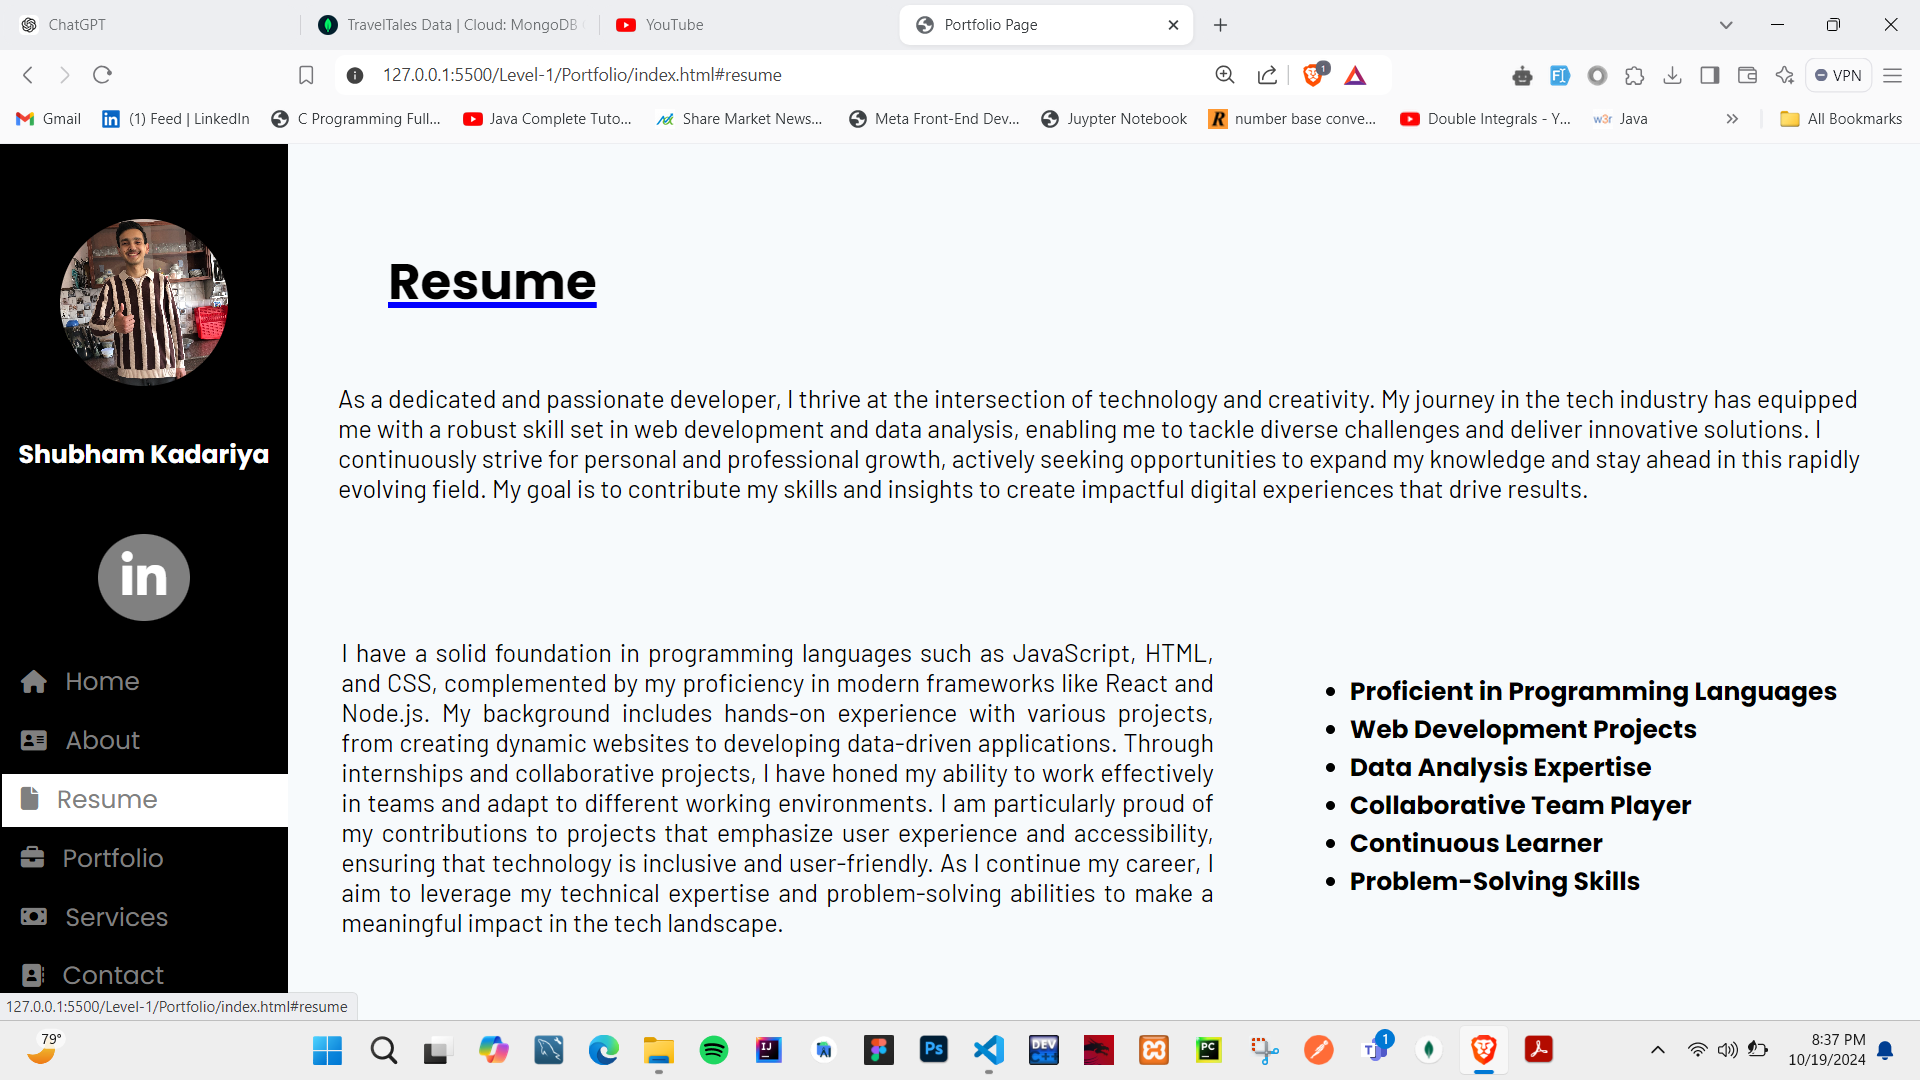 ChatGPT
TravelTales Data | Cloud: MongoDB
YouTube
Portfolio Page
127.0.0.1:5500/Level-1/Portfolio/index.html#resume
1
VPN
Gmail
(1) Feed | LinkedIn
C Programming Full...
Java Complete Tuto...
Share Market News...
Meta Front-End Dev...
Juypter Notebook
number base conve...
Double Integrals - Y...
w3r
Java
All Bookmarks
Shubham Kadariya
in
Home
About
Resume
Portfolio
Services
Contact
Resume
As a dedicated and passionate developer, I thrive at the intersection of technology and creativity. My journey in the tech industry has equipped
me with a robust skill set in web development and data analysis, enabling me to tackle diverse challenges and deliver innovative solutions. I
continuously strive for personal and professional growth, actively seeking opportunities to expand my knowledge and stay ahead in this rapidly
evolving field. My goal is to contribute my skills and insights to create impactful digital experiences that drive results.
I have a solid foundation in programming languages such as JavaScript, HTML,
and CSS, complemented by my proficiency in modern frameworks like React and
Node.js. My background includes hands-on experience with various projects,
from creating dynamic websites to developing data-driven applications. Through
internships and collaborative projects, I have honed my ability to work effectively
in teams and adapt to different working environments. I am particularly proud of
my contributions to projects that emphasize user experience and accessibility,
ensuring that technology is inclusive and user-friendly. As I continue my career, I
aim to leverage my technical expertise and problem-solving abilities to make a
meaningful impact in the tech landscape.
Proficient in Programming Languages
Web Development Projects
Data Analysis Expertise
Collaborative Team Player
Continuous Learner
Problem-Solving Skills
127.0.0.1:5500/Level-1/Portfolio/index.html#resume
79°
IJ
Ps
DEV
PC
1
8:37 PM
10/19/2024